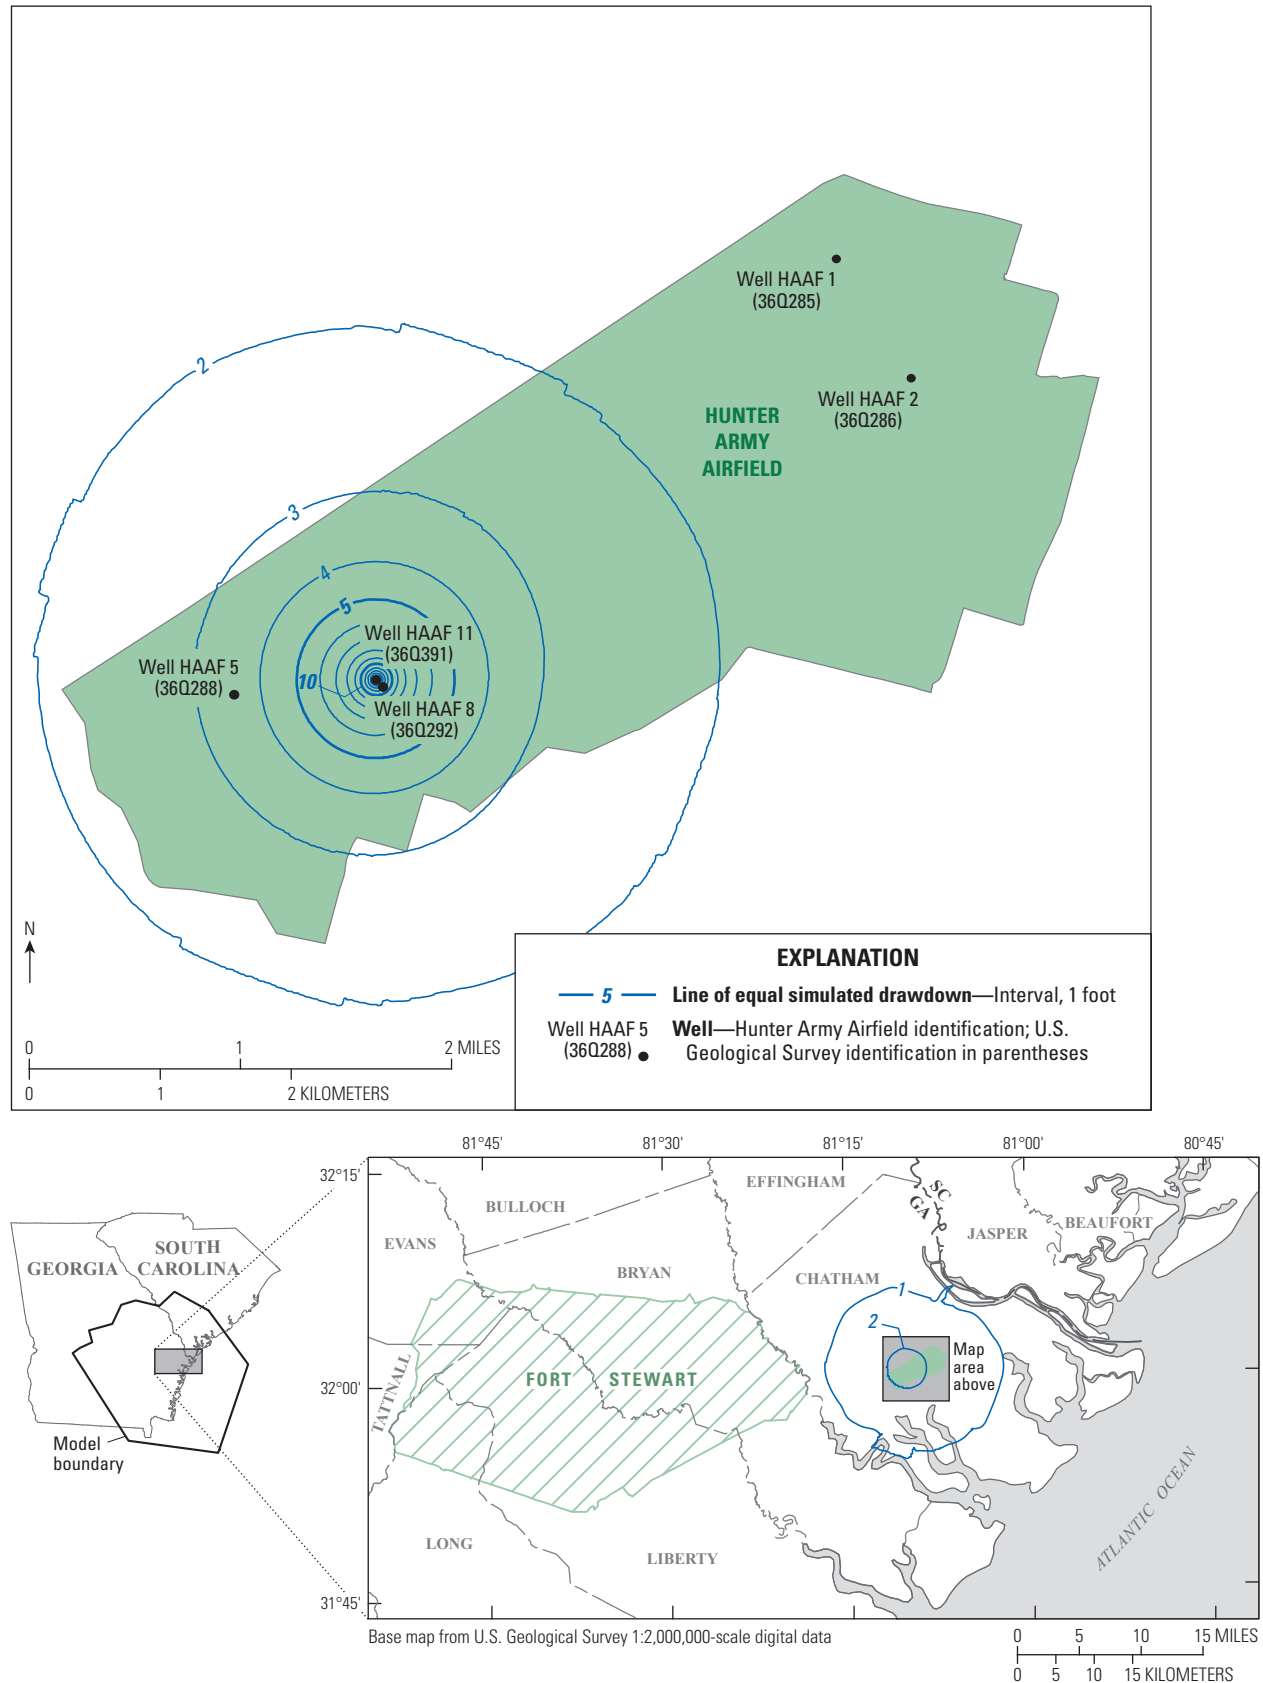 Well HAAF 1
(36Q285)
2
Well HAAF 2
(36Q286)
HUNTER
ARMY
AIRFIELD
3
4
5
Well HAAF 11
(36Q391)
Well HAAF 5
(36Q288)
10
Well HAAF 8
(36Q292)
N
EXPLANATION
5
Line of equal simulated drawdown—Interval, 1 foot
Well HAAF 5
(36Q288)
Well—Hunter Army Airfield identification; U.S.
Geological Survey identification in parentheses
0 1 2 MILES
0 1 2 KILOMETERS
81°45' 81°30' 81°15' 81°00' 80°45'
32°15'
32°00'
31°45'
GEORGIA
SOUTH
CAROLINA
Model
boundary
BULLOCH
EFFINGHAM
EVANS
BRYAN
SC
GA
JASPER
BEAUFORT
CHATHAM
1
2
Map
area
above
FORT STEWART
TATTNALL
LONG
LIBERTY
ATLANTIC OCEAN
Base map from U.S. Geological Survey 1:2,000,000-scale digital data
0 5 10 15 MILES
0 5 10 15 KILOMETERS